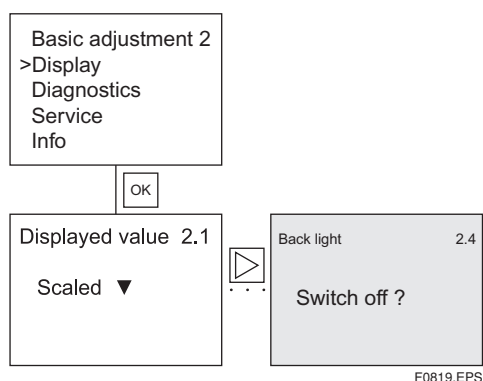 Basic adjustment 2
>Display
Diagnostics
Service
Info
OK
Displayed value 2.1
Scaled ▼
Back light 2.4
Switch off ?
F0819.EPS